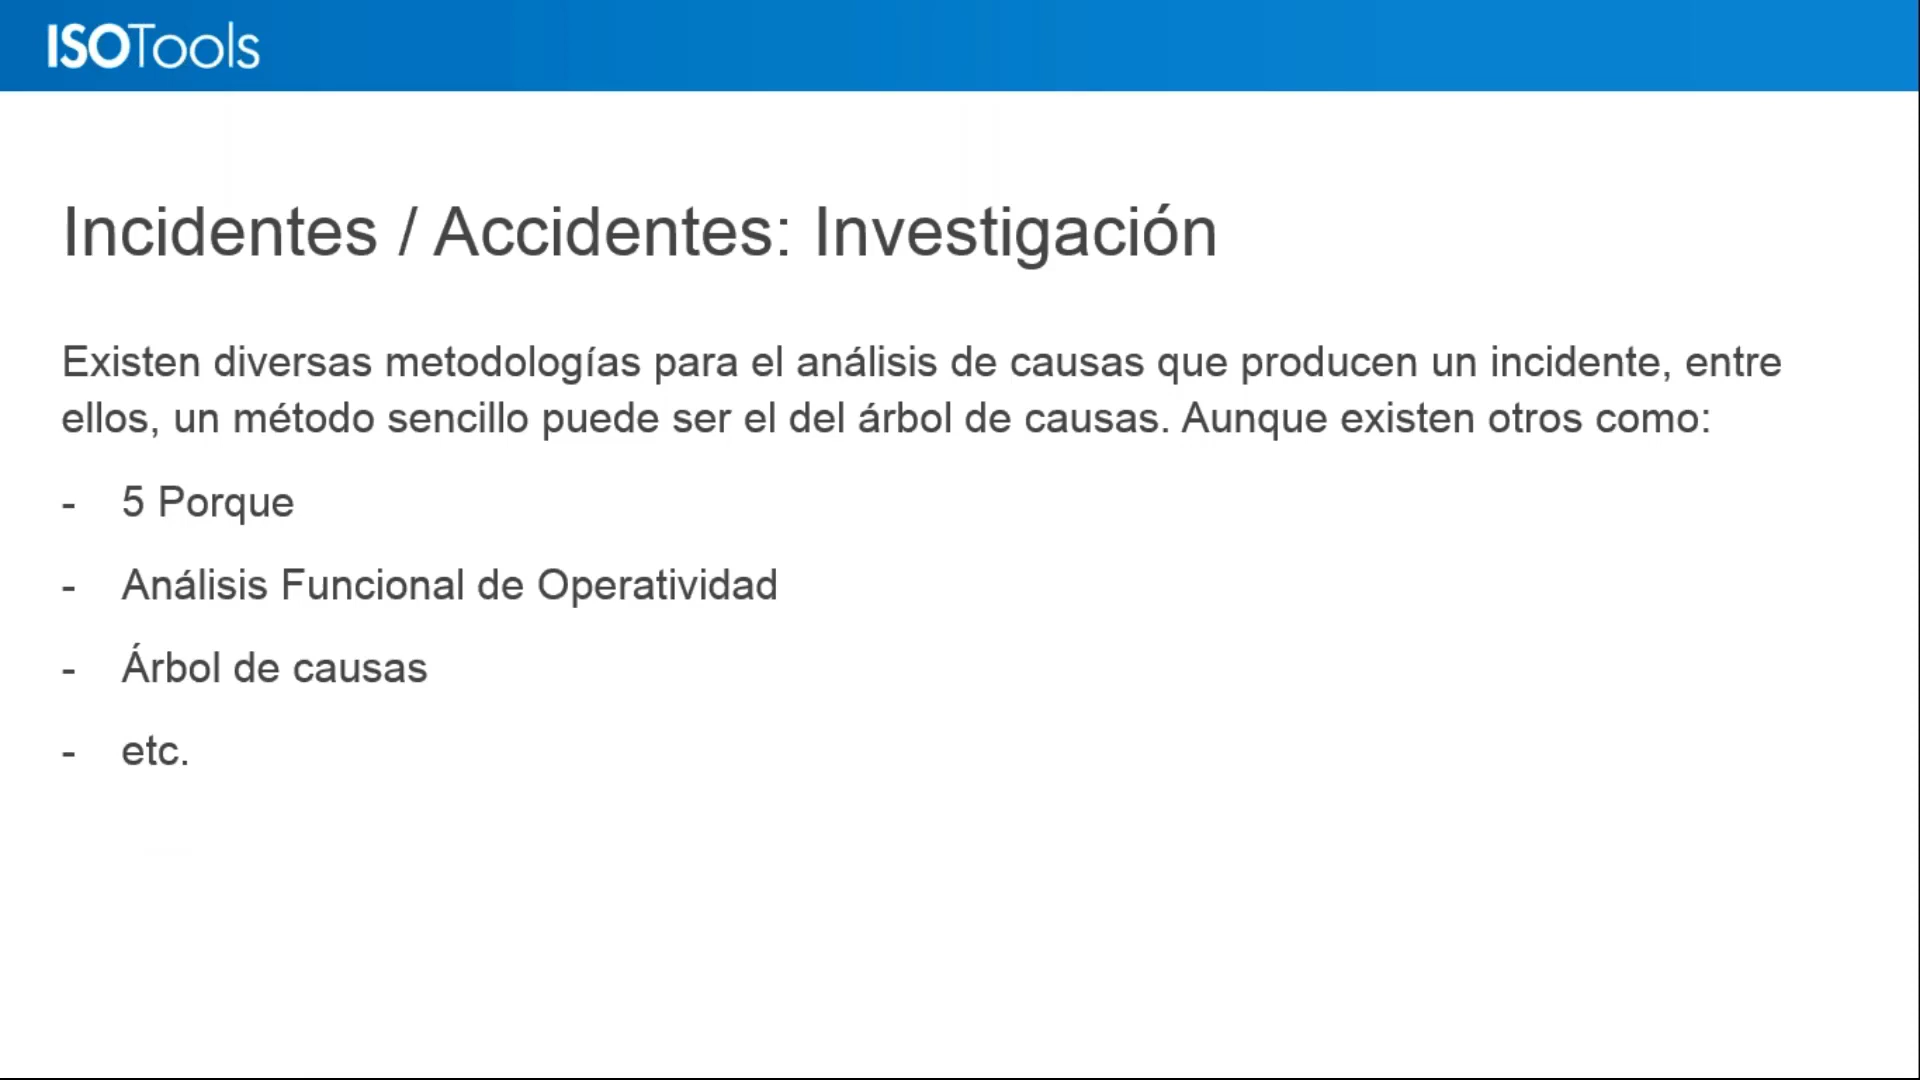 ISOTools
Incidentes / Accidentes: Investigación
Existen diversas metodologías para el análisis de causas que producen un incidente, entre
ellos, un método sencillo puede ser el del árbol de causas. Aunque existen otros como:
- 5 Porque
- Análisis Funcional de Operatividad
- Árbol de causas
- etc.